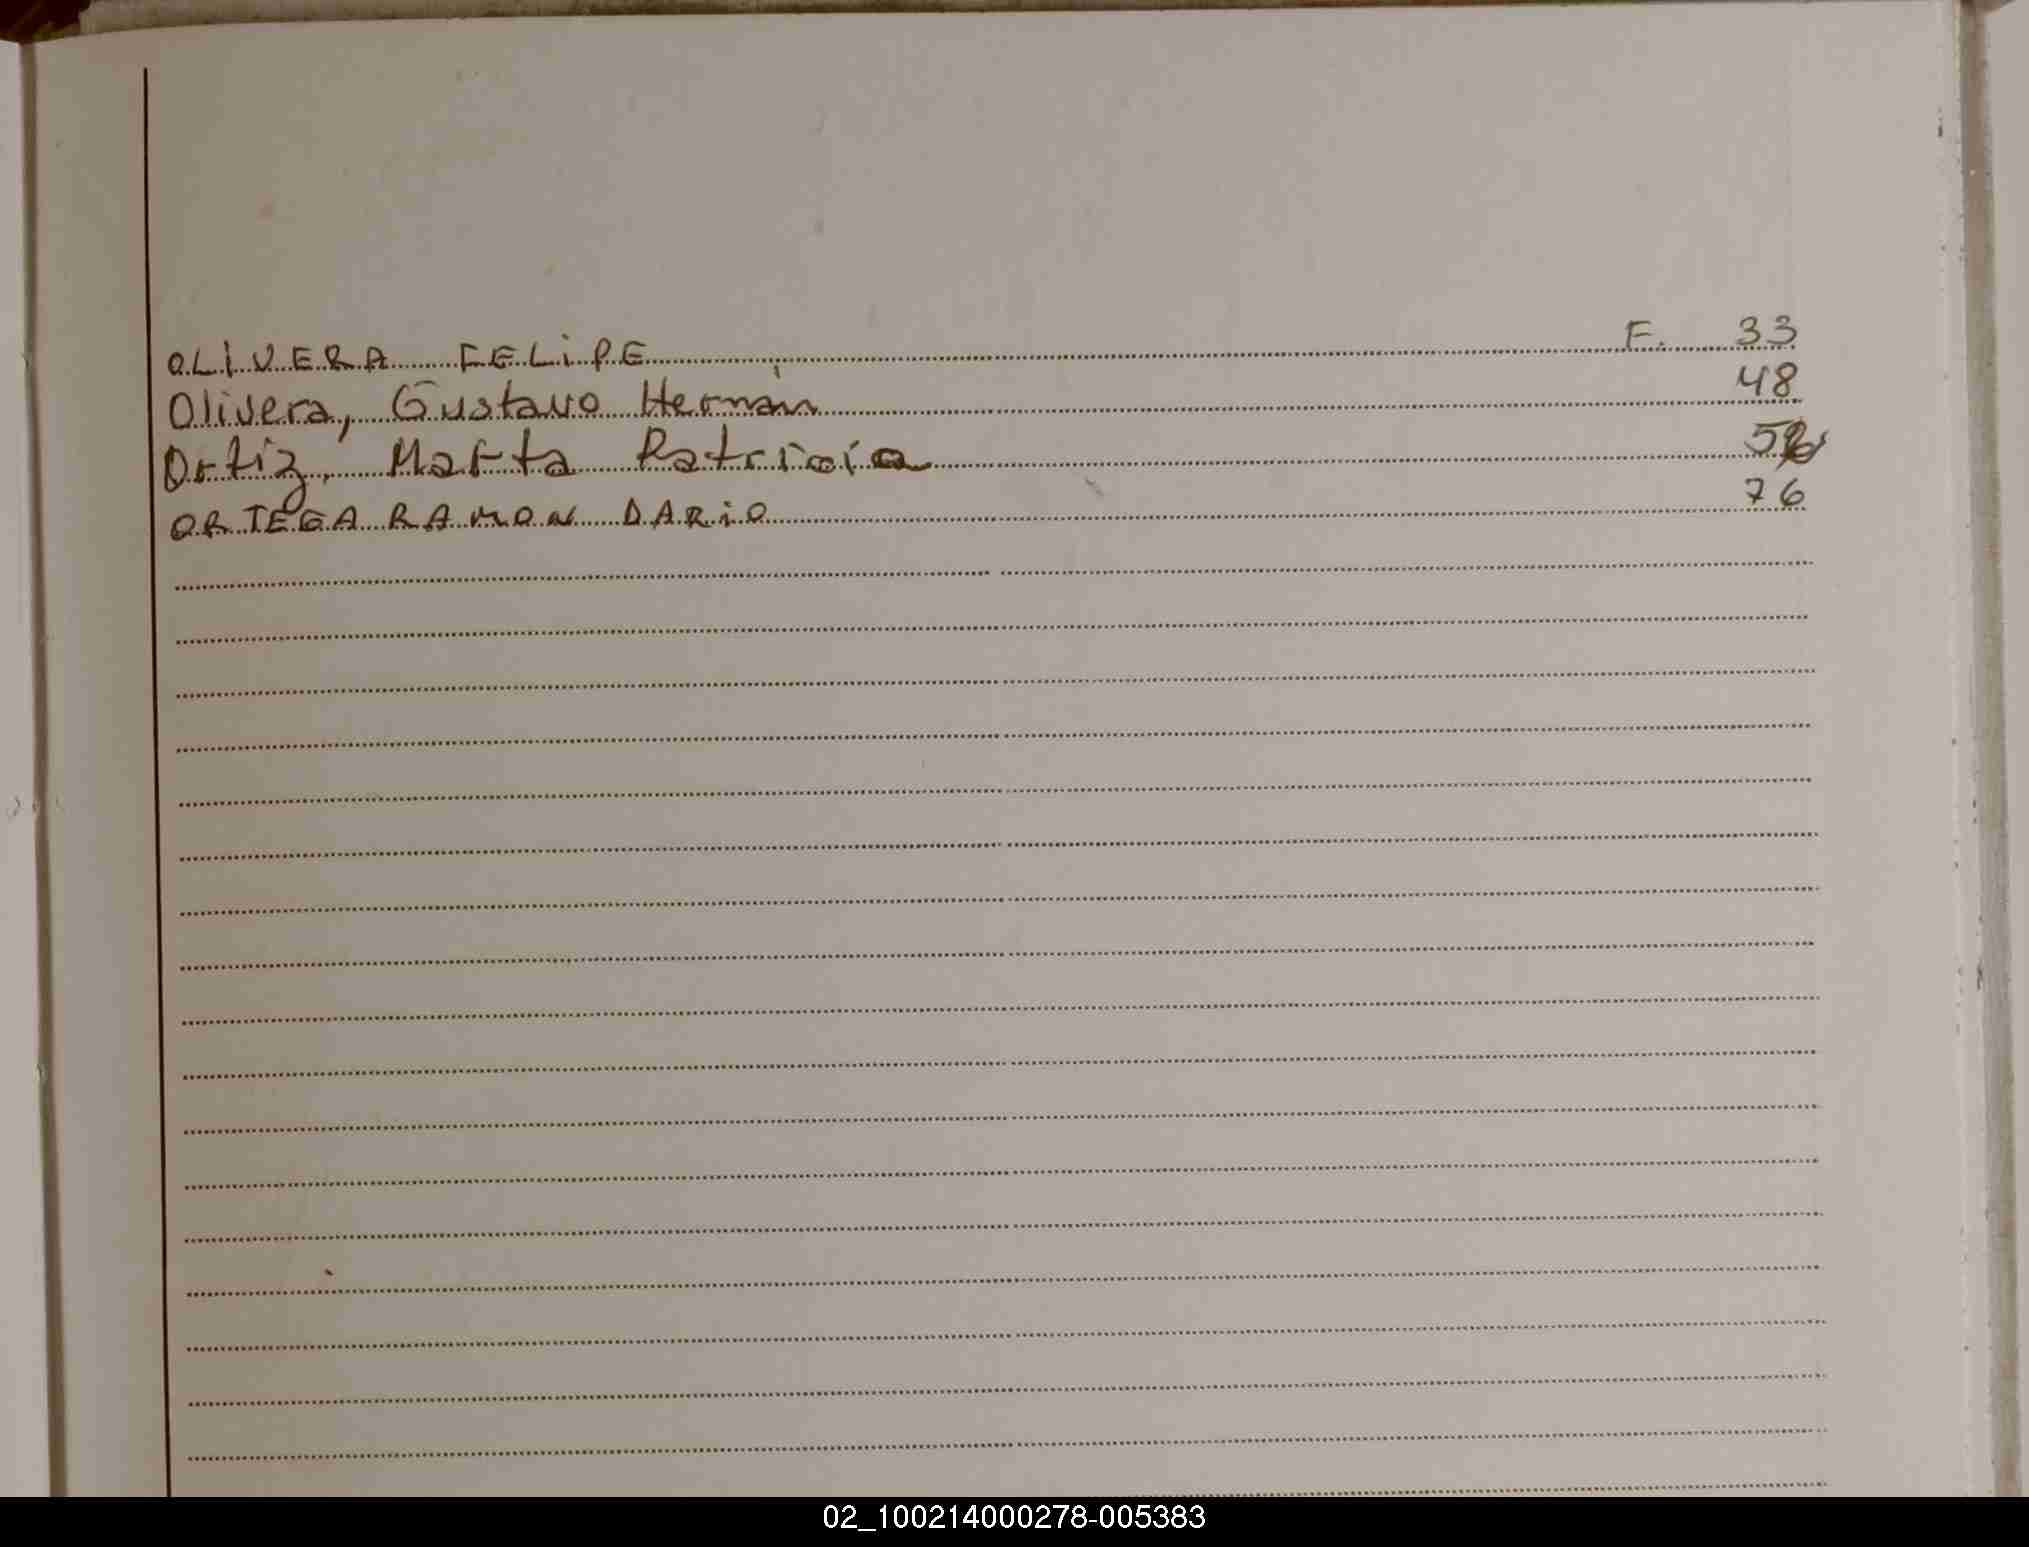 OLIVERA FELIPE F. 33
Olivera, Gustavo Hernán 48
Ortiz, Marta Patricia
ORTEGA RAMON DARIO 76
02_100214000278-005383